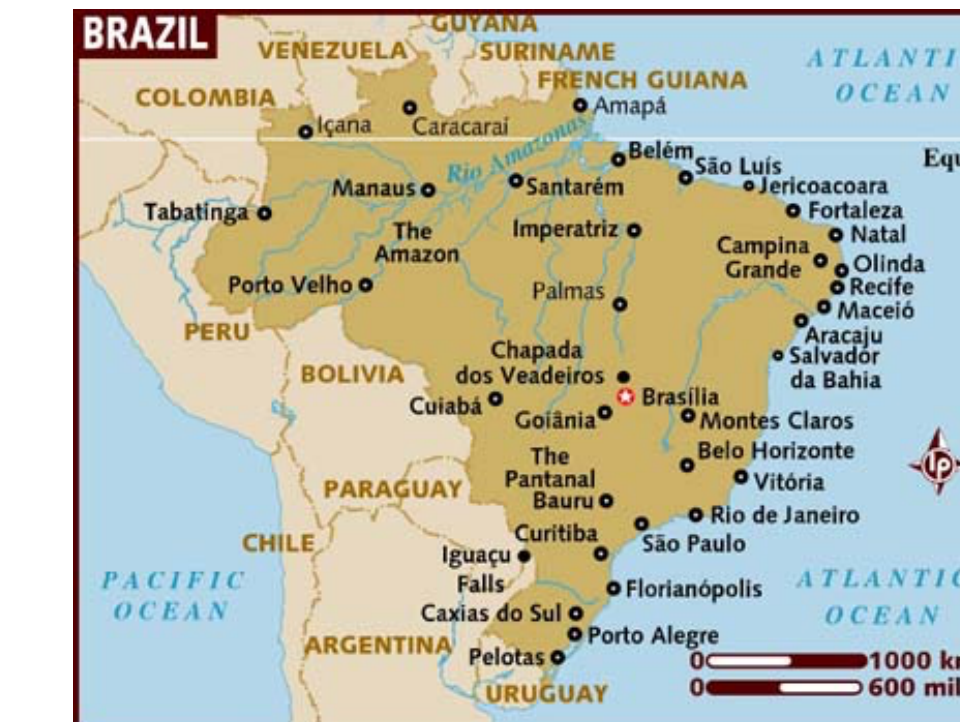 BRAZIL
GUYANA
VENEZUELA
SURINAME
FRENCH GUIANA
COLOMBIA
ATLANTI
OCEAN
Amapá
Içana
Caracaraí
Rio Amazonas
Belém
São Luís
Equ
Manaus
Santarém
Jericoacoara
Tabatinga
Fortaleza
The
Amazon
Imperatriz
Natal
Campina
Grande
Olinda
Porto Velho
Palmas
Recife
Maceió
PERU
Aracaju
Chapada
dos Veadeiros
Salvador
da Bahia
BOLIVIA
Brasília
Cuiabá
Goiânia
Montes Claros
The
Pantanal
Belo Horizonte
LP
PARAGUAY
Bauru
Vitória
Rio de Janeiro
CHILE
Curitiba
São Paulo
Iguaçu
Falls
PACIFIC
OCEAN
Florianópolis
ATLANTIC
OCEAN
Caxias do Sul
Porto Alegre
ARGENTINA
Pelotas
URUGUAY
0 1000 km
0 600 mil